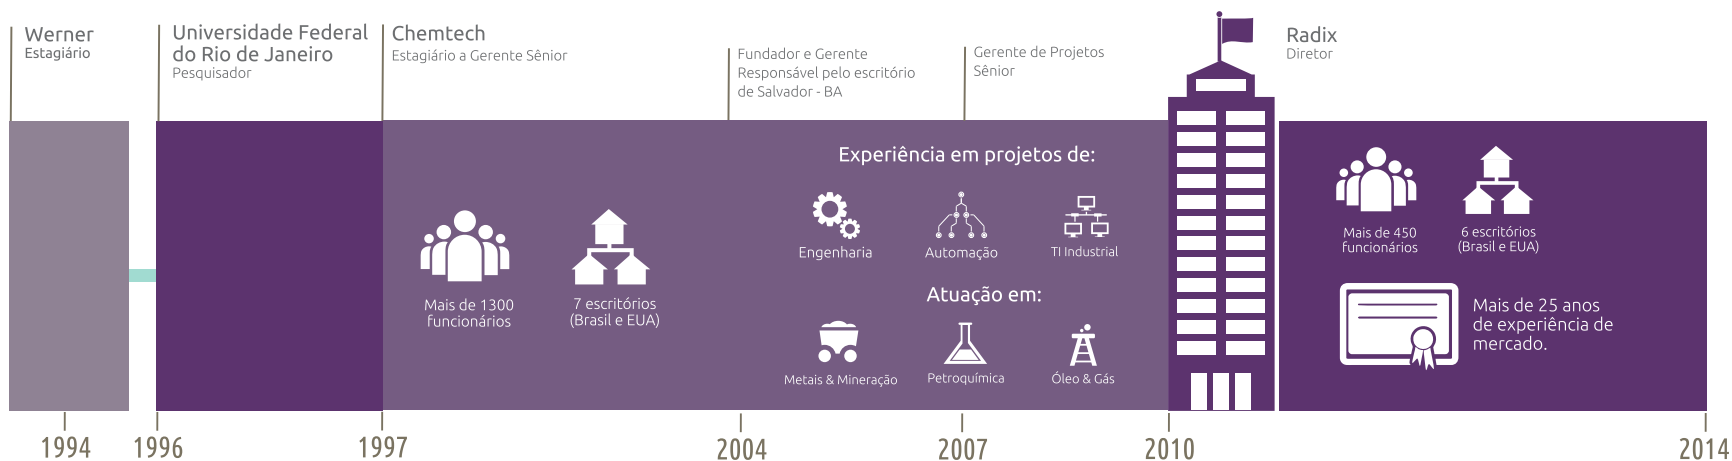 Werner
Estagiário
Universidade Federal
do Rio de Janeiro
Pesquisador
Chemtech
Estagiário a Gerente Sênior
Fundador e Gerente
Responsável pelo escritório
de Salvador - BA
Gerente de Projetos
Sênior
Radix
Diretor
Mais de 1300
funcionários
7 escritórios
(Brasil e EUA)
Experiência em projetos de:
Engenharia
Automação
TI Industrial
Atuação em:
Metais & Mineração
Petroquímica
Óleo & Gás
Mais de 450
funcionários
6 escritórios
(Brasil e EUA)
Mais de 25 anos
de experiência de
mercado.
1994
1996
1997
2004
2007
2010
2014